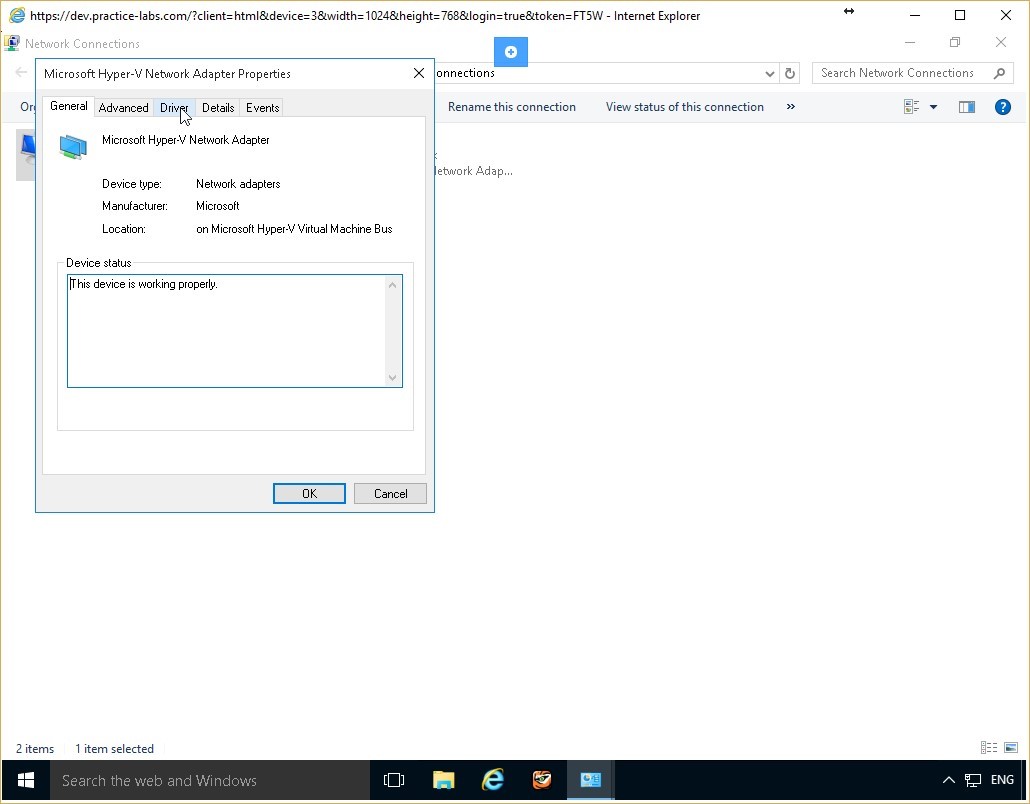 https://dev.practice-labs.com/?client=html&device=3&width=1024&height=768&login=true&token=FT5W - Internet Explorer
Network Connections
Microsoft Hyper-V Network Adapter Properties
onnections
Search Network Connections
General Advanced Driver Details Events
Rename this connection View status of this connection »
Microsoft Hyper-V Network Adapter
etwork Adap...
Device type: Network adapters
Manufacturer: Microsoft
Location: on Microsoft Hyper-V Virtual Machine Bus
Device status
This device is working properly.
OK Cancel
2 items 1 item selected
Search the web and Windows
ENG